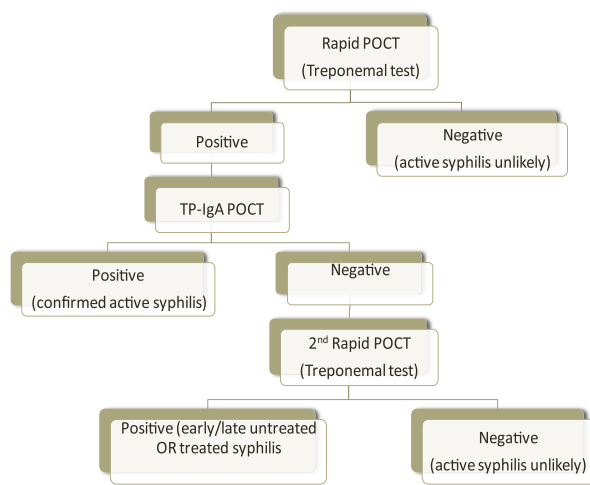 Rapid POCT
(Treponemal test)
Positive
Negative
(active syphilis unlikely)
TP-IgA POCT
Positive
(confirmed active syphilis)
Negative
2nd Rapid POCT
(Treponemal test)
Positive (early/late untreated
OR treated syphilis
Negative
(active syphilis unlikely)